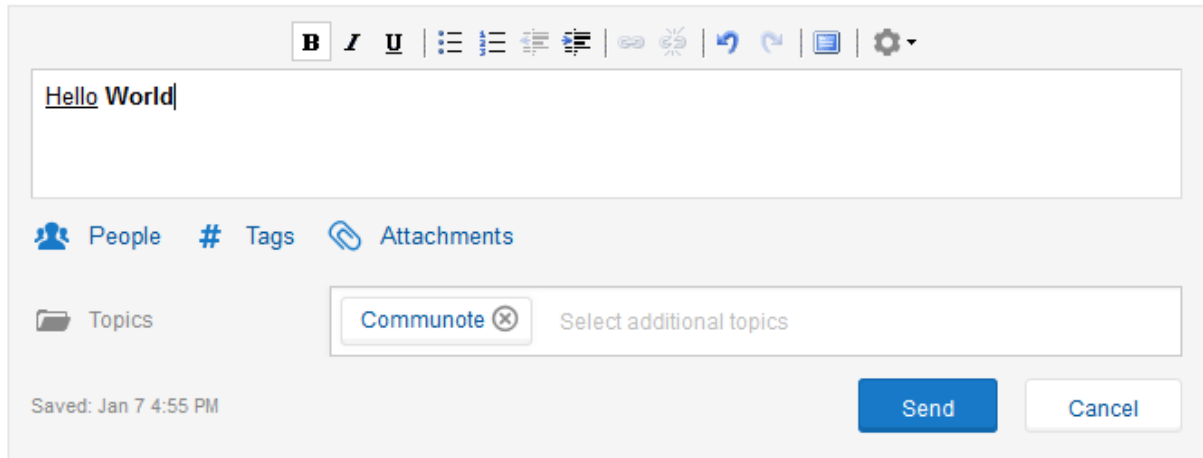 B I U
Hello World
People # Tags Attachments
Topics Communote Select additional topics
Saved: Jan 7 4:55 PM Send Cancel